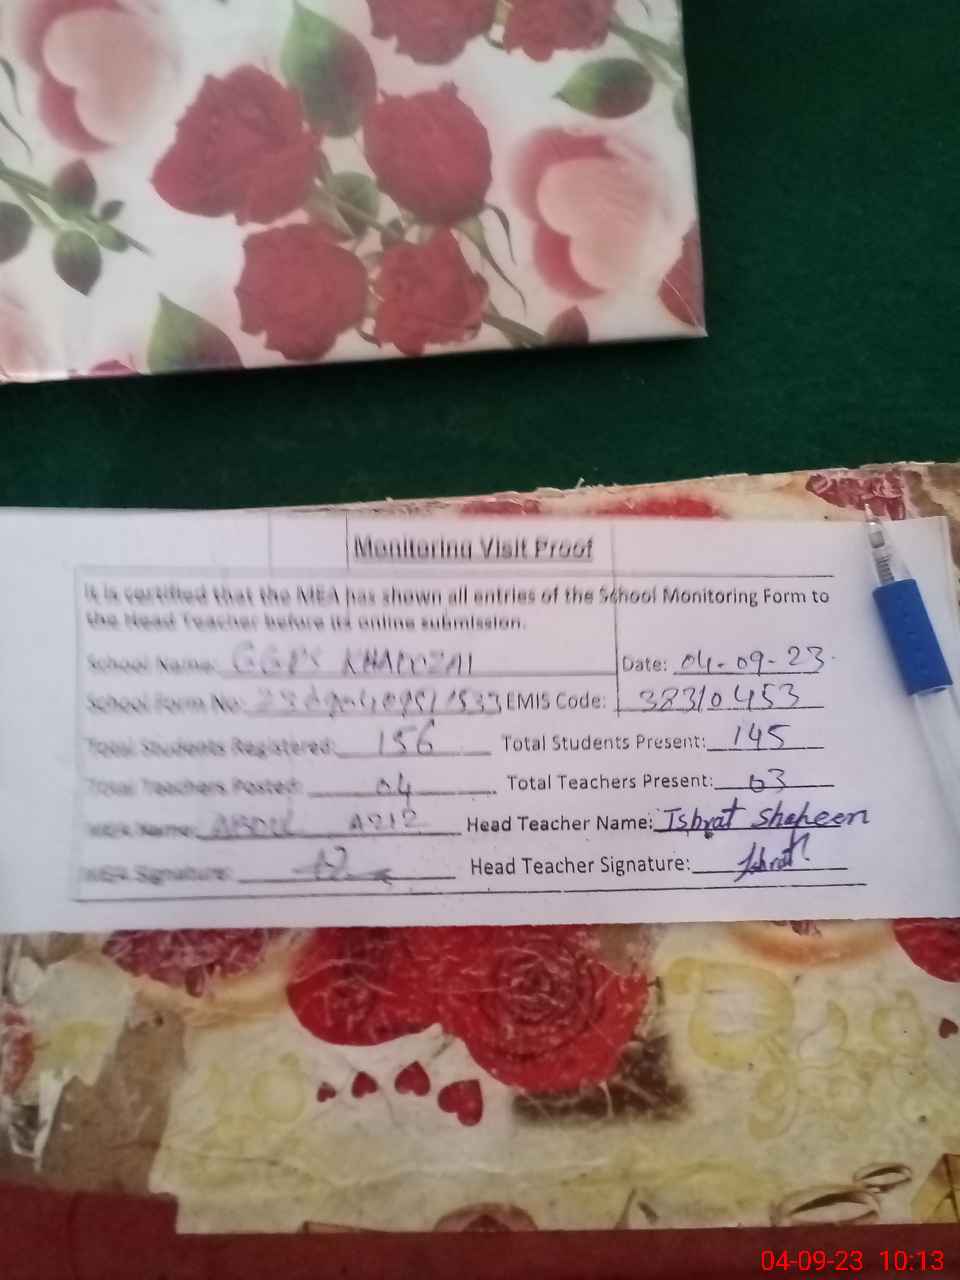 Monitoring Visit Proof
It is certified that the MEA has shown all entries of the School Monitoring Form to
the Head Teacher before its online submission.
School Name: GGPS Date: 04-09-23
School Form No: EMIS Code: 38310453
Total Students Registered: 156 Total Students Present: 145
Total Teachers Posted: 04 Total Teachers Present: 03
MEA Name: ABDUL AZIZ Head Teacher Name: Ishrat Shaheen
MEA Signature: Head Teacher Signature: Ishrat
04-09-23 10:13